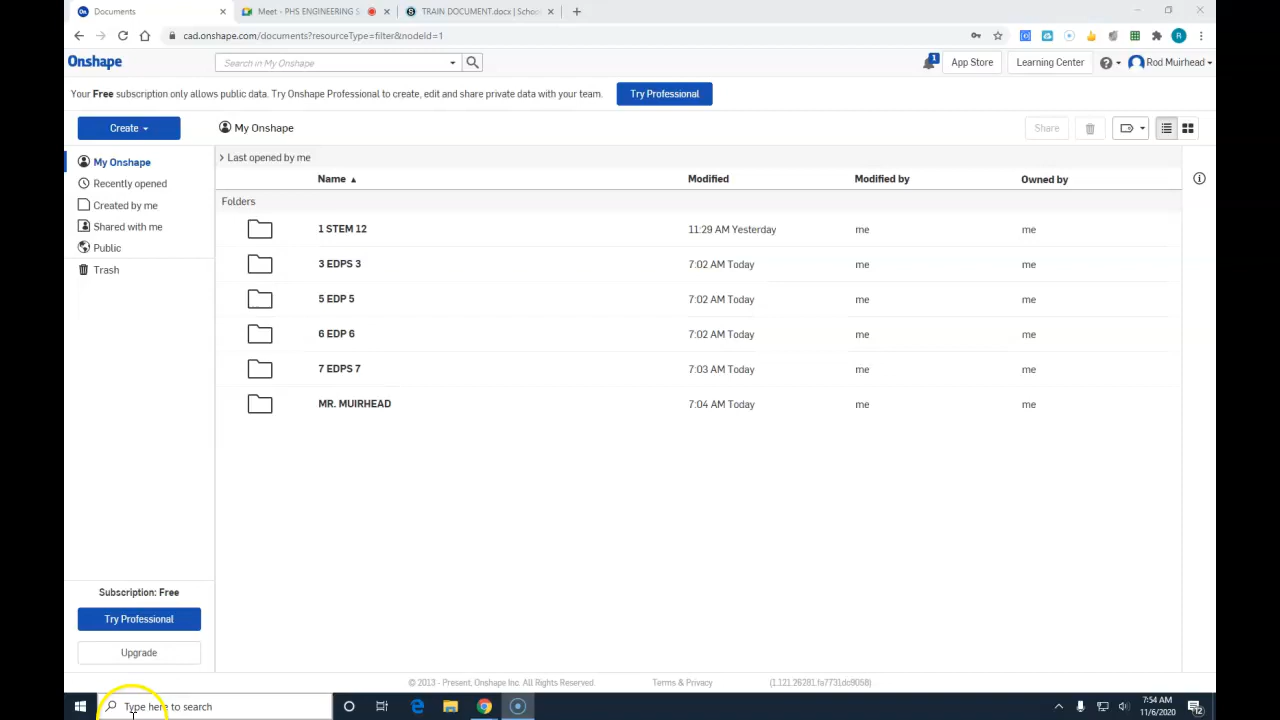 Documents
Meet - PHS ENGINEERING S
TRAIN DOCUMENT.docx | Schoo
cad.onshape.com/documents?resourceType=filter&nodeId=1
R
Onshape
Search in My Onshape
1
App Store
Learning Center
Rod Muirhead
Your Free subscription only allows public data. Try Onshape Professional to create, edit and share private data with your team.
Try Professional
Create
My Onshape
Share
My Onshape
Recently opened
Created by me
Shared with me
Public
Trash
Last opened by me
Name
Modified
Modified by
Owned by
Folders
1 STEM 12
11:29 AM Yesterday
me
me
3 EDPS 3
7:02 AM Today
me
me
5 EDP 5
7:02 AM Today
me
me
6 EDP 6
7:02 AM Today
me
me
7 EDPS 7
7:03 AM Today
me
me
MR. MUIRHEAD
7:04 AM Today
me
me
Subscription: Free
Try Professional
Upgrade
© 2013 - Present, Onshape Inc. All Rights Reserved.
Terms & Privacy
(1.121.26281.fa7731dc9058)
Type here to search
7:54 AM
11/6/2020